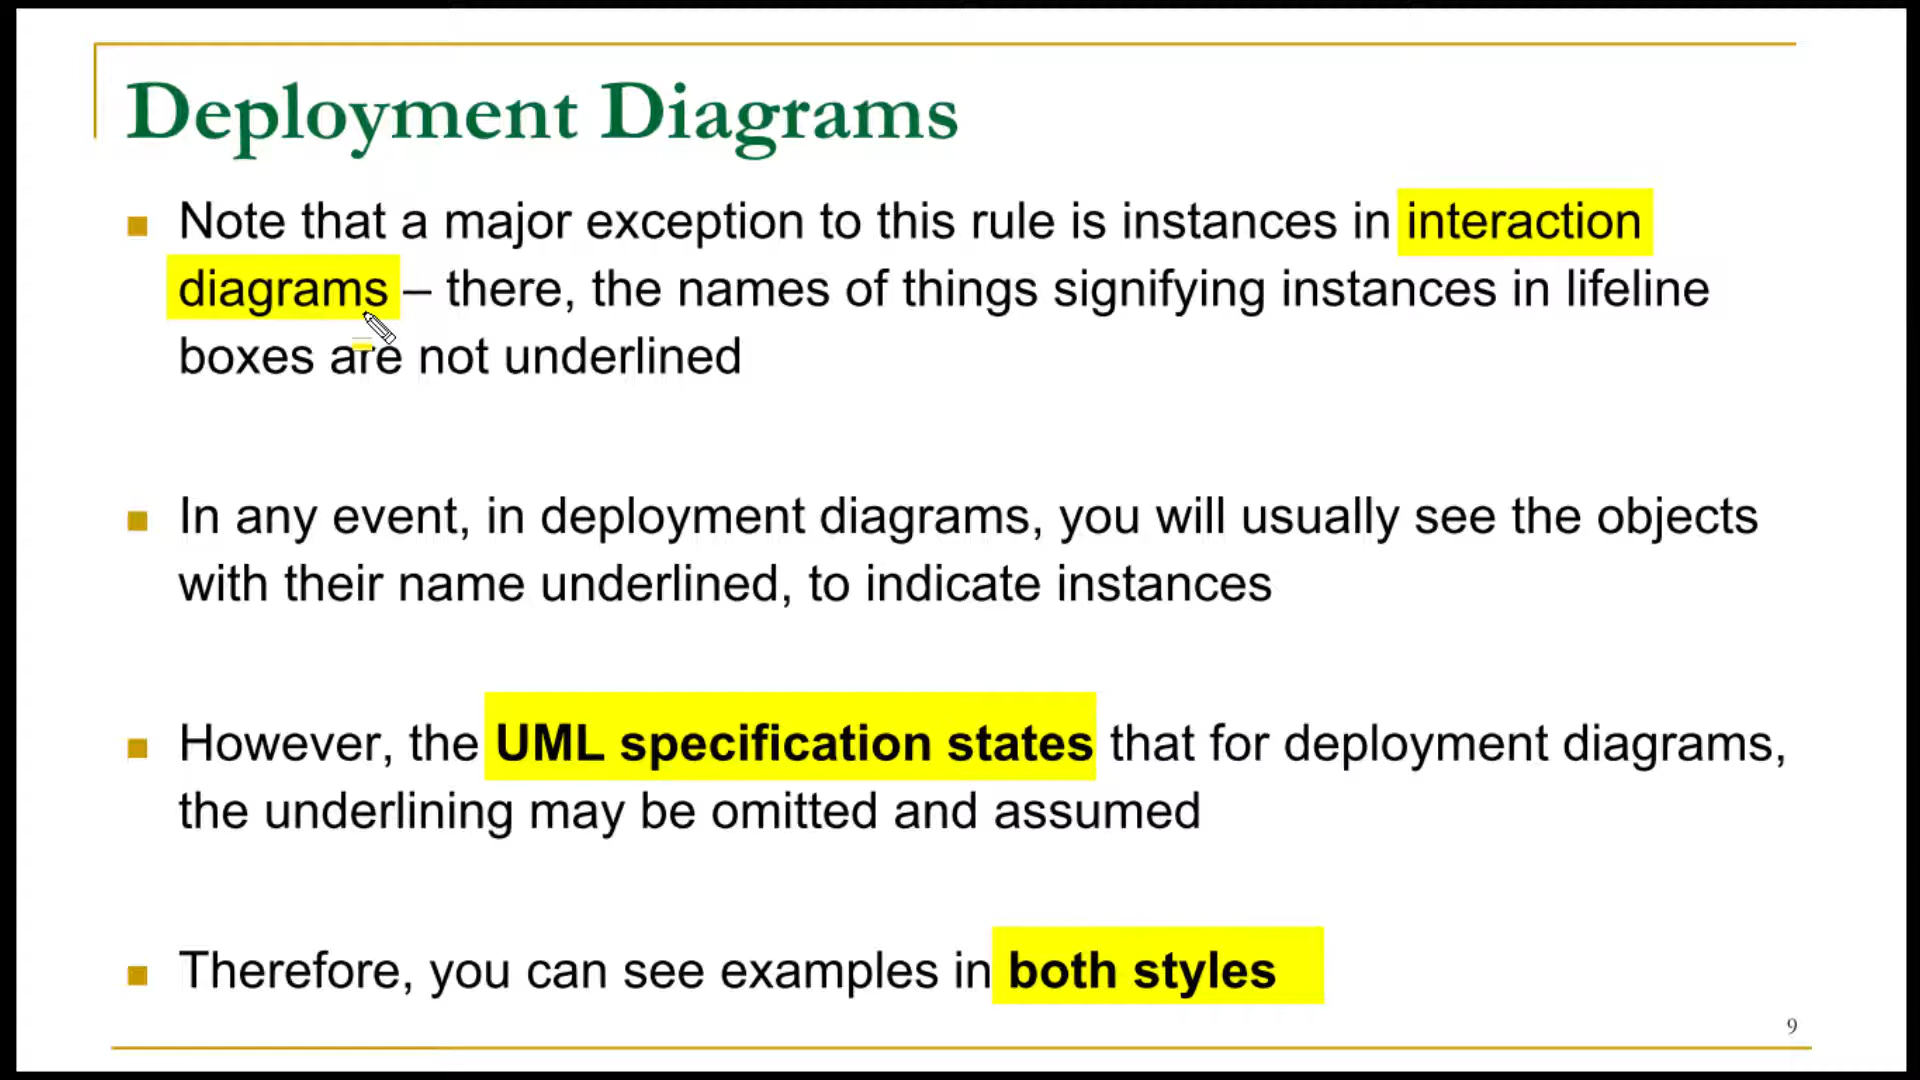 Deployment Diagrams
Note that a major exception to this rule is instances in interaction
diagrams – there, the names of things signifying instances in lifeline
boxes are not underlined
In any event, in deployment diagrams, you will usually see the objects
with their name underlined, to indicate instances
However, the UML specification states that for deployment diagrams,
the underlining may be omitted and assumed
Therefore, you can see examples in both styles
9